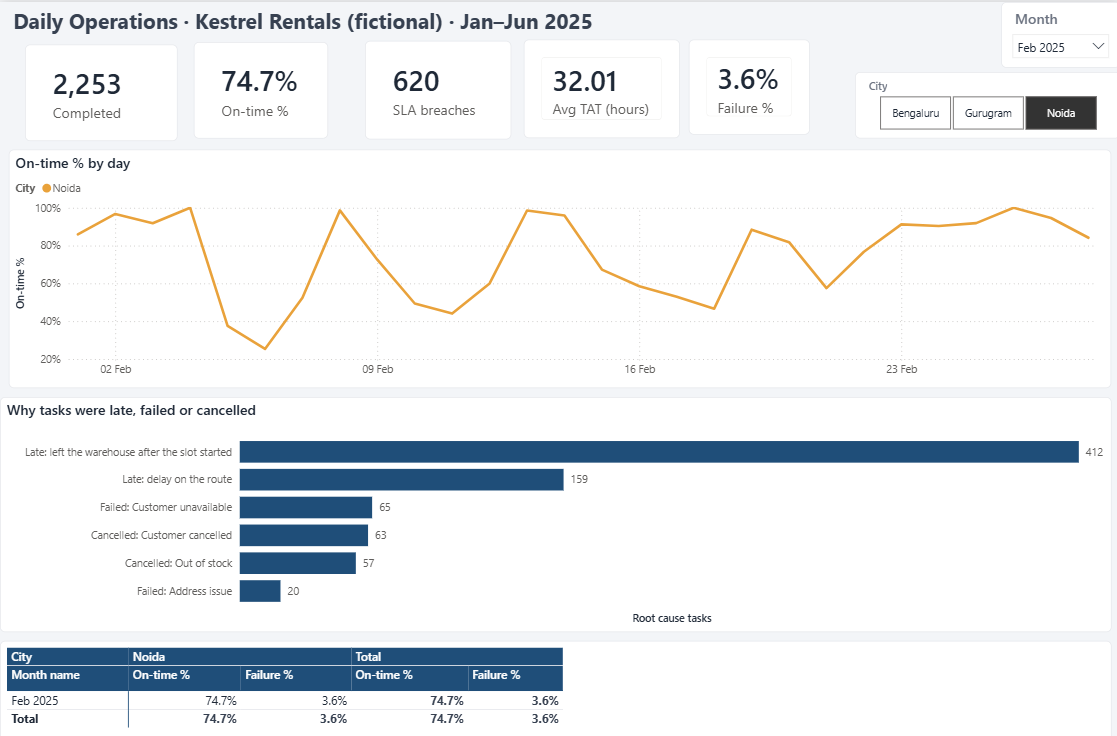 Daily Operations · Kestrel Rentals (fictional) · Jan–Jun 2025
Month
Feb 2025
2,253
Completed
74.7%
On-time %
620
SLA breaches
32.01
Avg TAT (hours)
3.6%
Failure %
City
Bengaluru
Gurugram
Noida
On-time % by day
City Noida
On-time %
100%
80%
60%
40%
20%
02 Feb
09 Feb
16 Feb
23 Feb
Why tasks were late, failed or cancelled
Late: left the warehouse after the slot started 412
Late: delay on the route 159
Failed: Customer unavailable 65
Cancelled: Customer cancelled 63
Cancelled: Out of stock 57
Failed: Address issue 20
Root cause tasks
City Noida Total
Month name On-time % Failure % On-time % Failure %
Feb 2025 74.7% 3.6% 74.7% 3.6%
Total 74.7% 3.6% 74.7% 3.6%